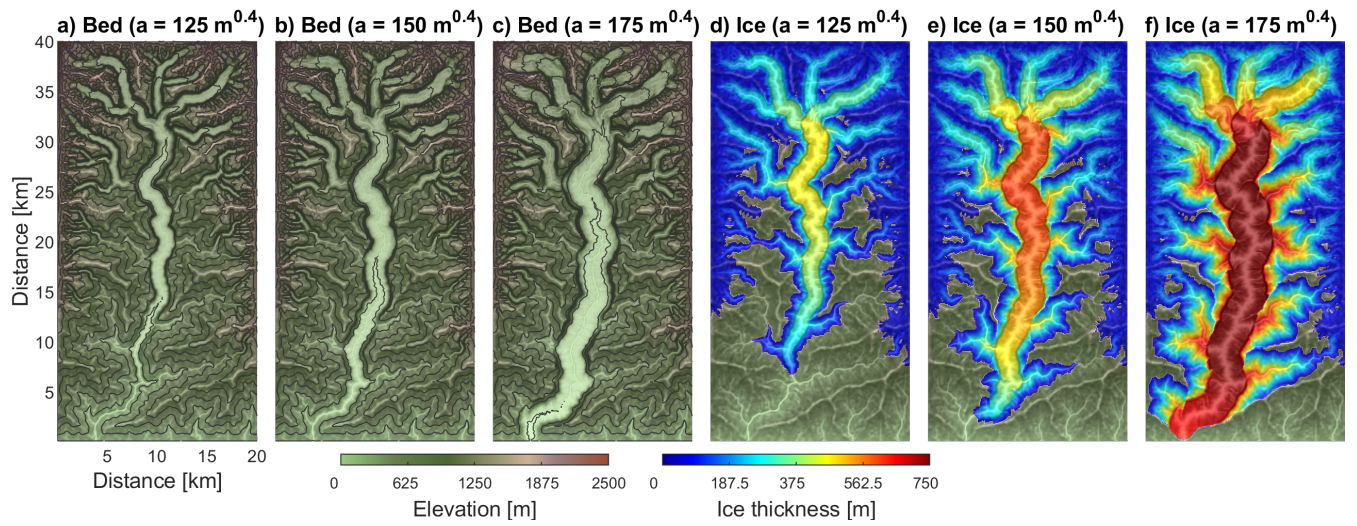 a) Bed (a = 125 m^0.4) b) Bed (a = 150 m^0.4) c) Bed (a = 175 m^0.4) d) Ice (a = 125 m^0.4) e) Ice (a = 150 m^0.4) f) Ice (a = 175 m^0.4)
40
35
30
25
20
15
10
5
Distance [km]
5 10 15 20
Distance [km]
0 625 1250 1875 2500
Elevation [m]
0 187.5 375 562.5 750
Ice thickness [m]